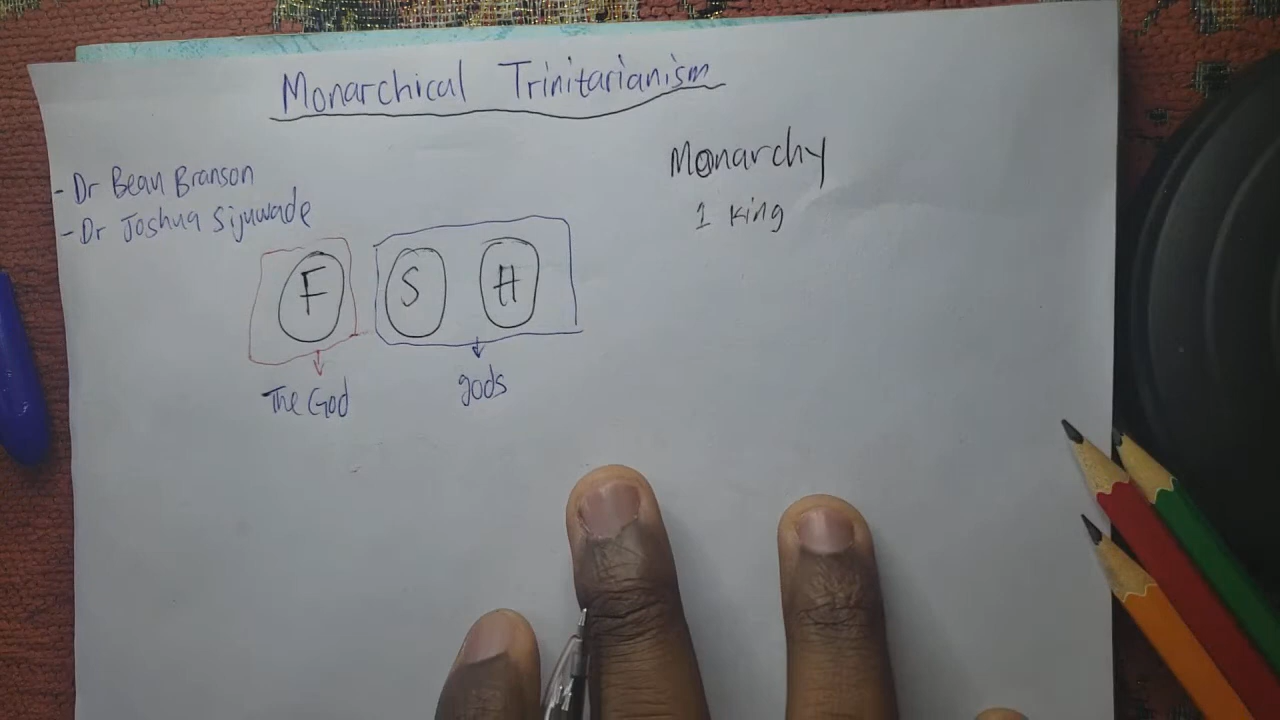 Monarchical Trinitarianism
- Dr Beau Branson
- Dr Joshua Sijuwade
Monarchy
1 King
F S H
The God
gods